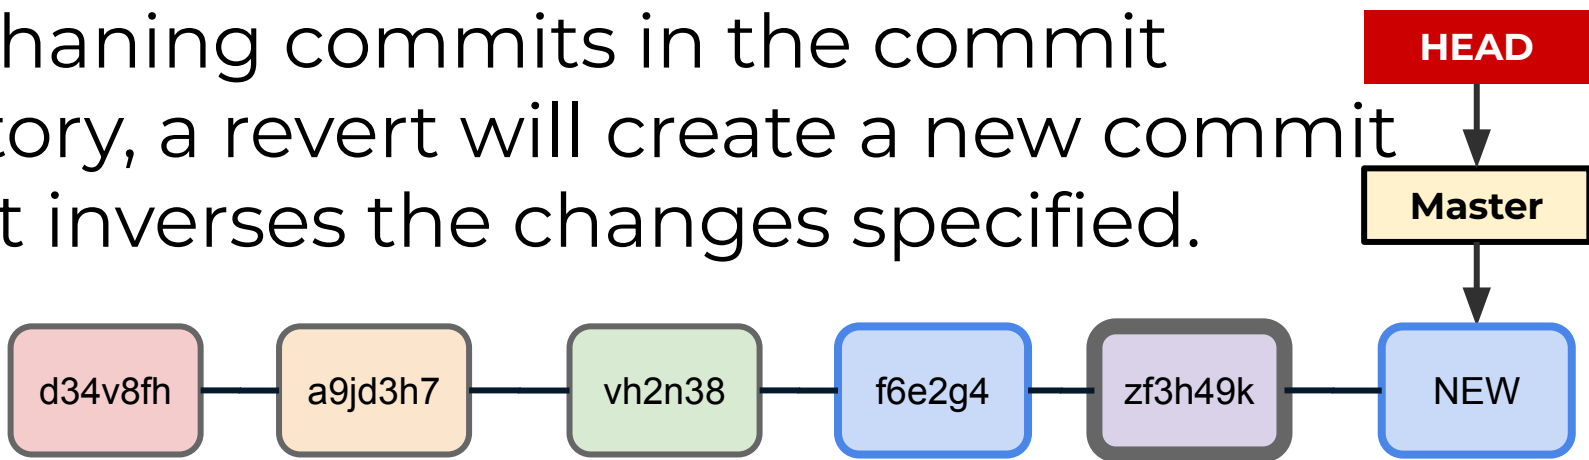 haning commits in the commit
HEAD
tory, a revert will create a new commit
t inverses the changes specified.
Master
d34v8fh
a9jd3h7
vh2n38
f6e2g4
zf3h49k
NEW